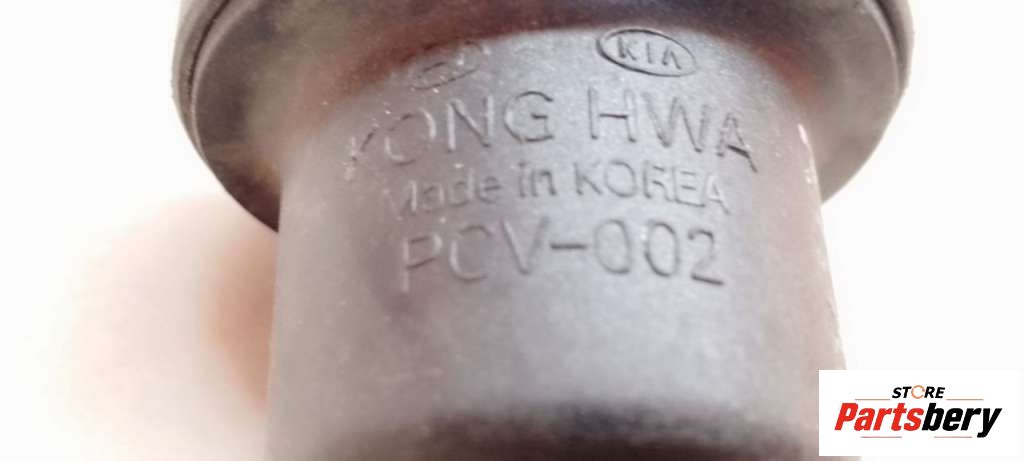 KIA
KONG HWA
Made in KOREA
PCV-002
STORE
Partsbery